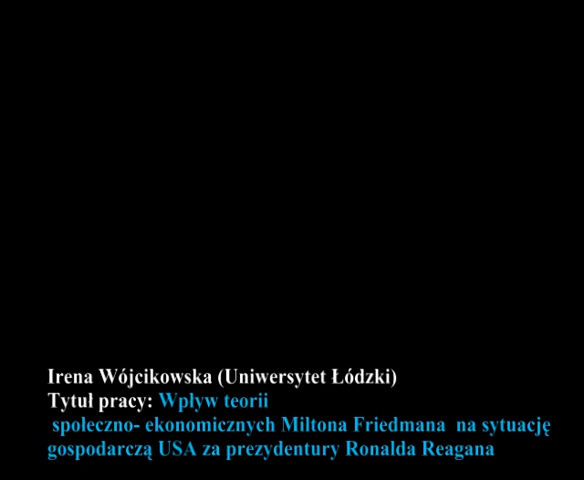 Irena Wójcikowska (Uniwersytet Łódzki)
Tytuł pracy: Wpływ teorii
społeczno- ekonomicznych Miltona Friedmana na sytuację
gospodarczą USA za prezydentury Ronalda Reagana